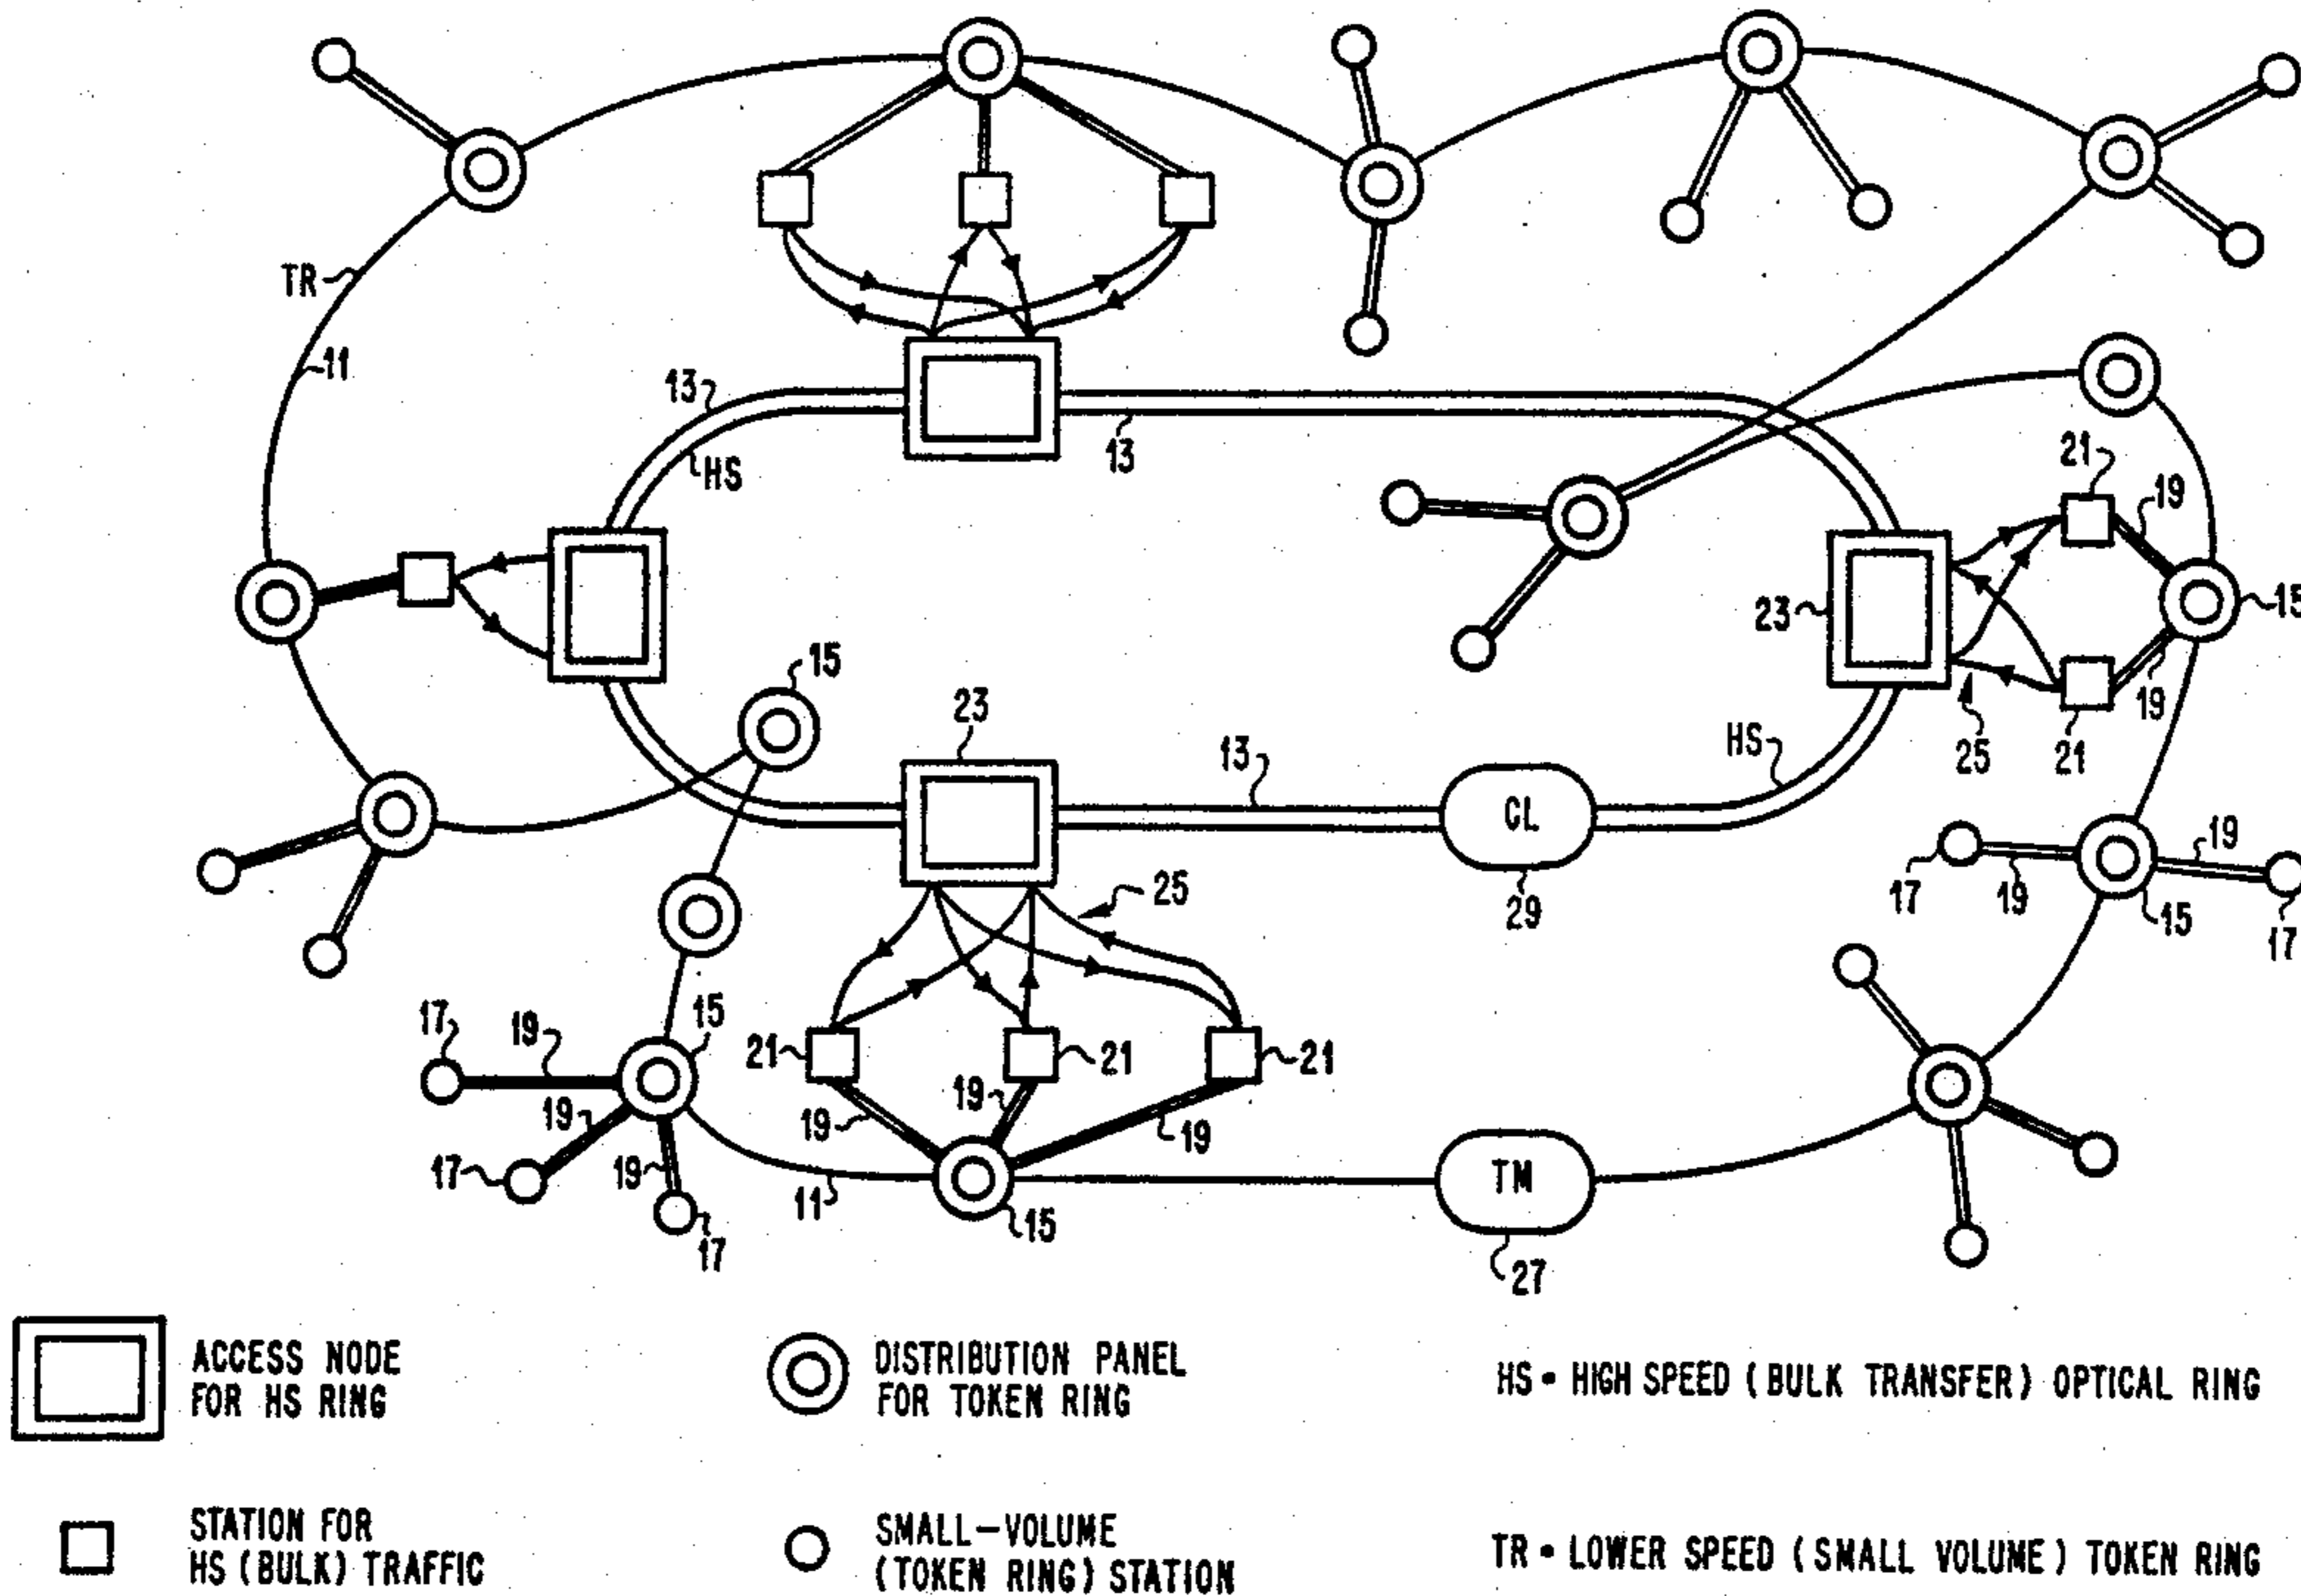 TR
11
13
HS
13
21
19
23
15
19
25
21
15
23
13
HS
CL
29
25
17
19
19
15
17
17
19
15
21
21
21
19
17
19
17
19
19
19
11
15
TM
27
ACCESS NODE
FOR HS RING
DISTRIBUTION PANEL
FOR TOKEN RING
HS = HIGH SPEED (BULK TRANSFER) OPTICAL RING
STATION FOR
HS (BULK) TRAFFIC
SMALL-VOLUME
(TOKEN RING) STATION
TR = LOWER SPEED (SMALL VOLUME) TOKEN RING